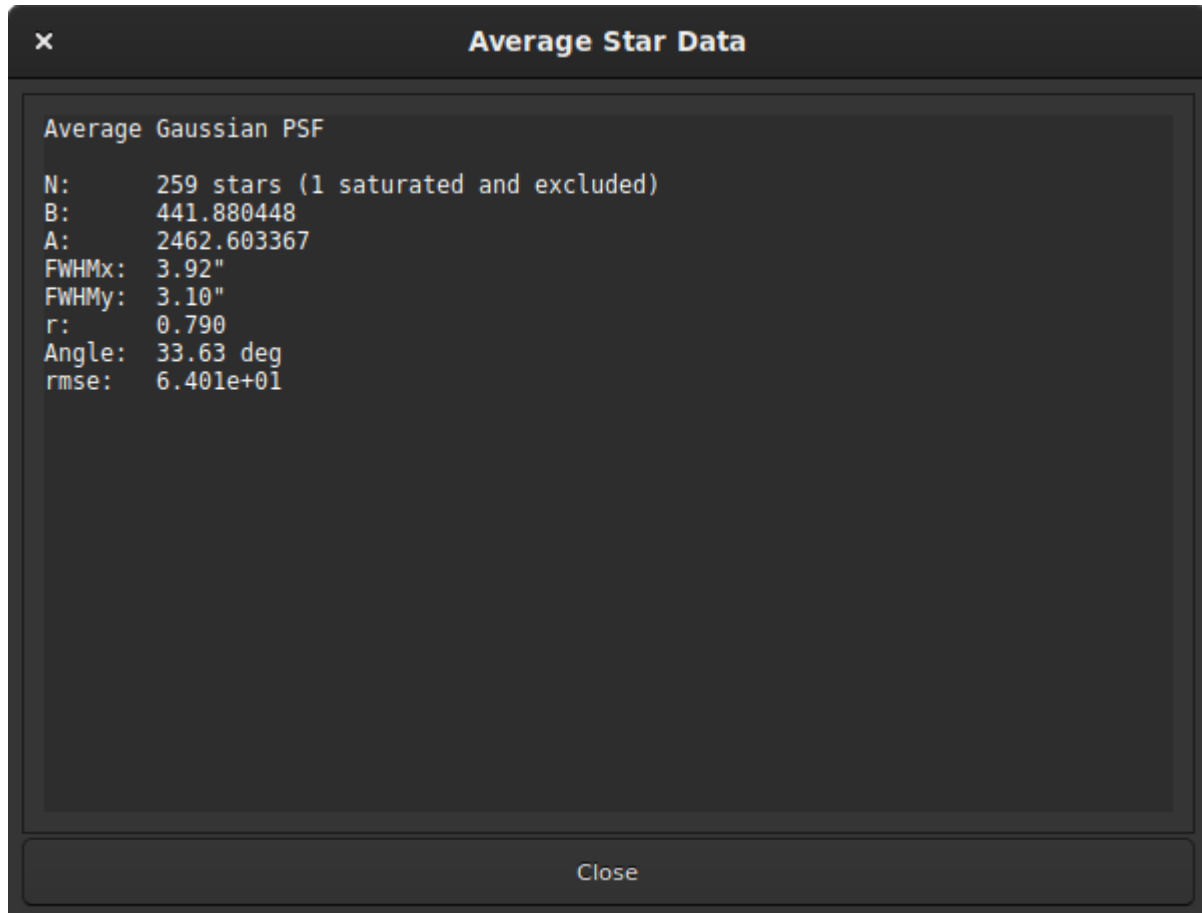 Average Star Data
Average Gaussian PSF
N: 259 stars (1 saturated and excluded)
B: 441.880448
A: 2462.603367
FWHMx: 3.92"
FWHMy: 3.10"
r: 0.790
Angle: 33.63 deg
rmse: 6.401e+01
Close